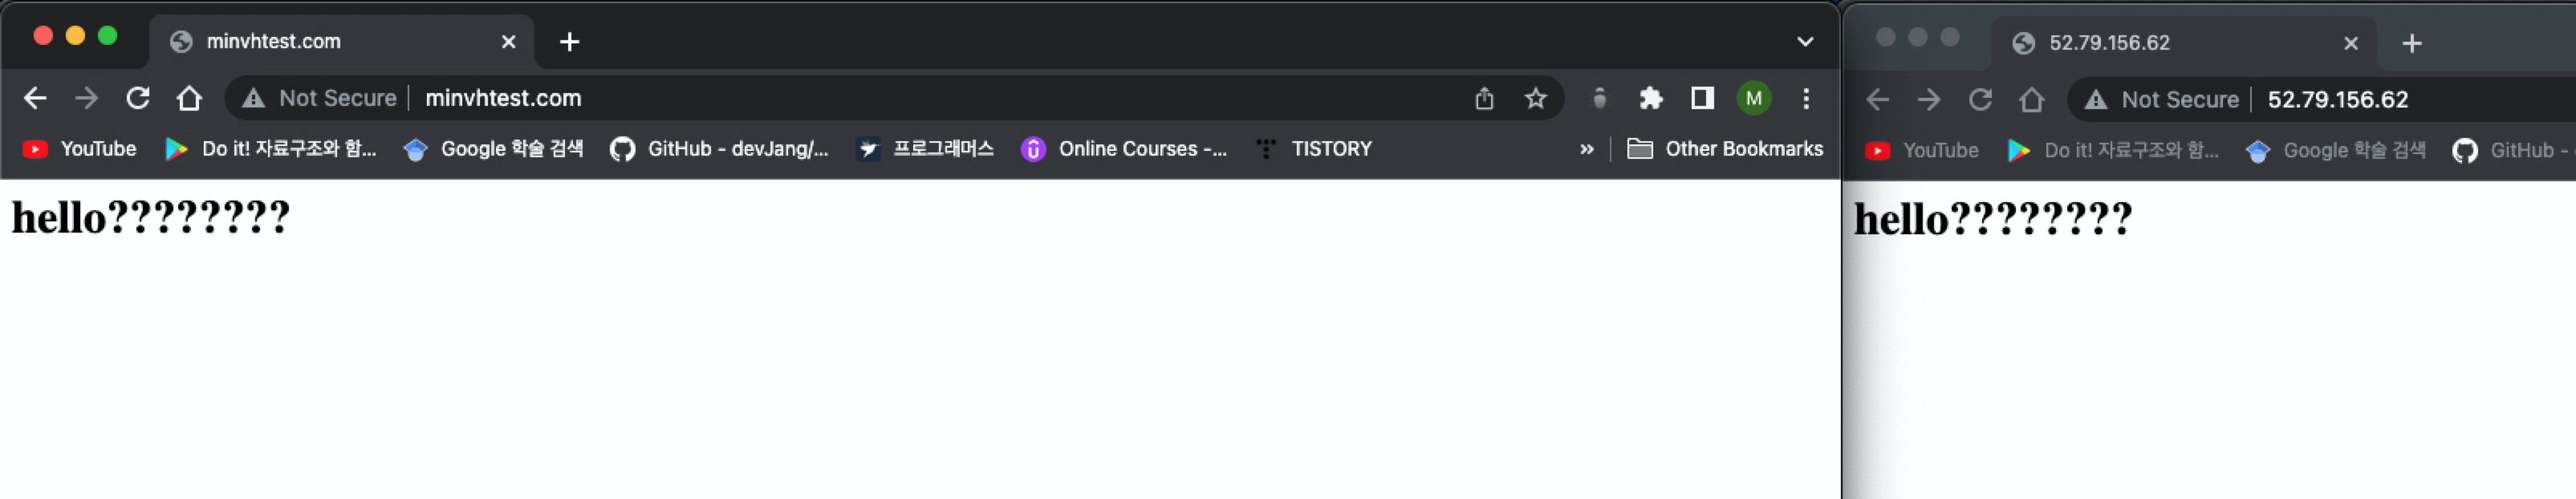 minvhtest.com
Not Secure minvhtest.com
M
YouTube Do it! 자료구조와 함... Google 학술 검색 GitHub - devJang/... 프로그래머스 Online Courses -... TISTORY » Other Bookmarks
hello????????
52.79.156.62
Not Secure 52.79.156.62
YouTube Do it! 자료구조와 함... Google 학술 검색 GitHub -
hello????????